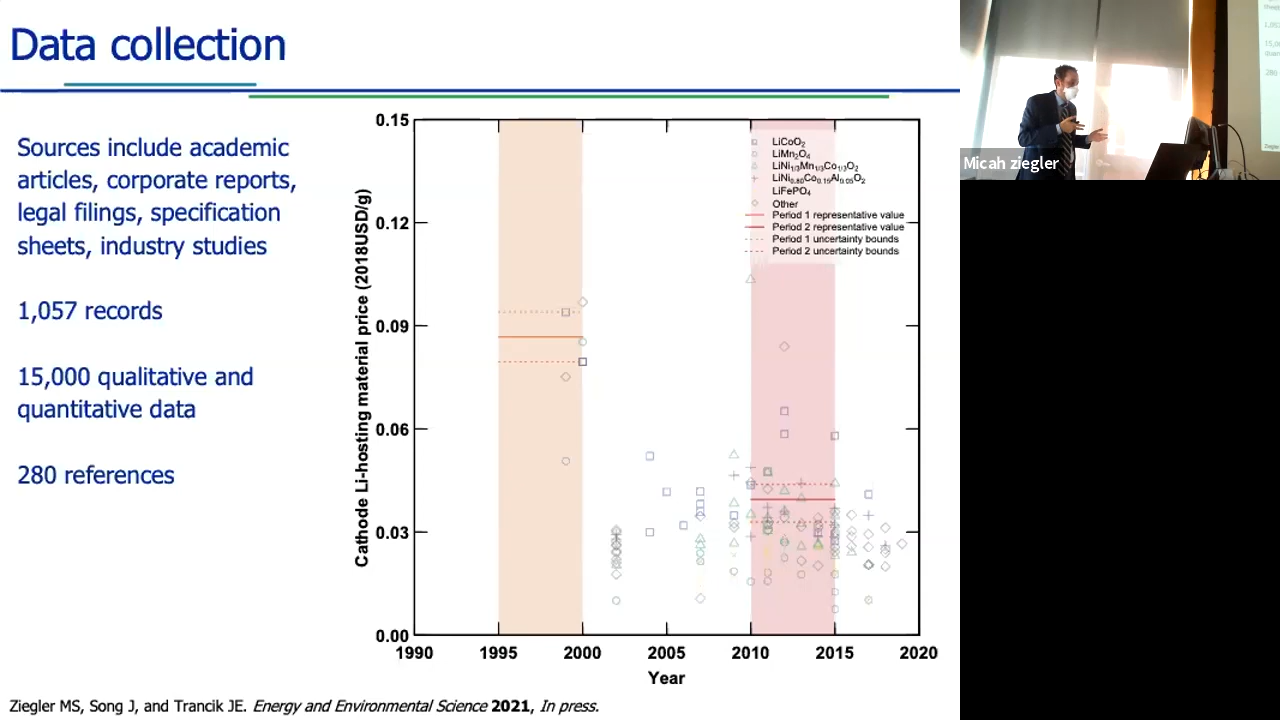 Data collection
Sources include academic
articles, corporate reports,
legal filings, specification
sheets, industry studies
1,057 records
15,000 qualitative and
quantitative data
280 references
Cathode Li-hosting material price (2018USD/g)
0.15
0.12
0.09
0.06
0.03
0.00
LiCoO₂
LiMn₂O₄
LiNi₁/₃Mn₁/₃Co₁/₃O₂
LiNi₀.₈₀Co₀.₁₅Al₀.₀₅O₂
LiFePO₄
Other
Period 1 representative value
Period 2 representative value
Period 1 uncertainty bounds
Period 2 uncertainty bounds
1990 1995 2000 2005 2010 2015 2020
Year
Ziegler MS, Song J, and Trancik JE. Energy and Environmental Science 2021, In press.
Micah ziegler